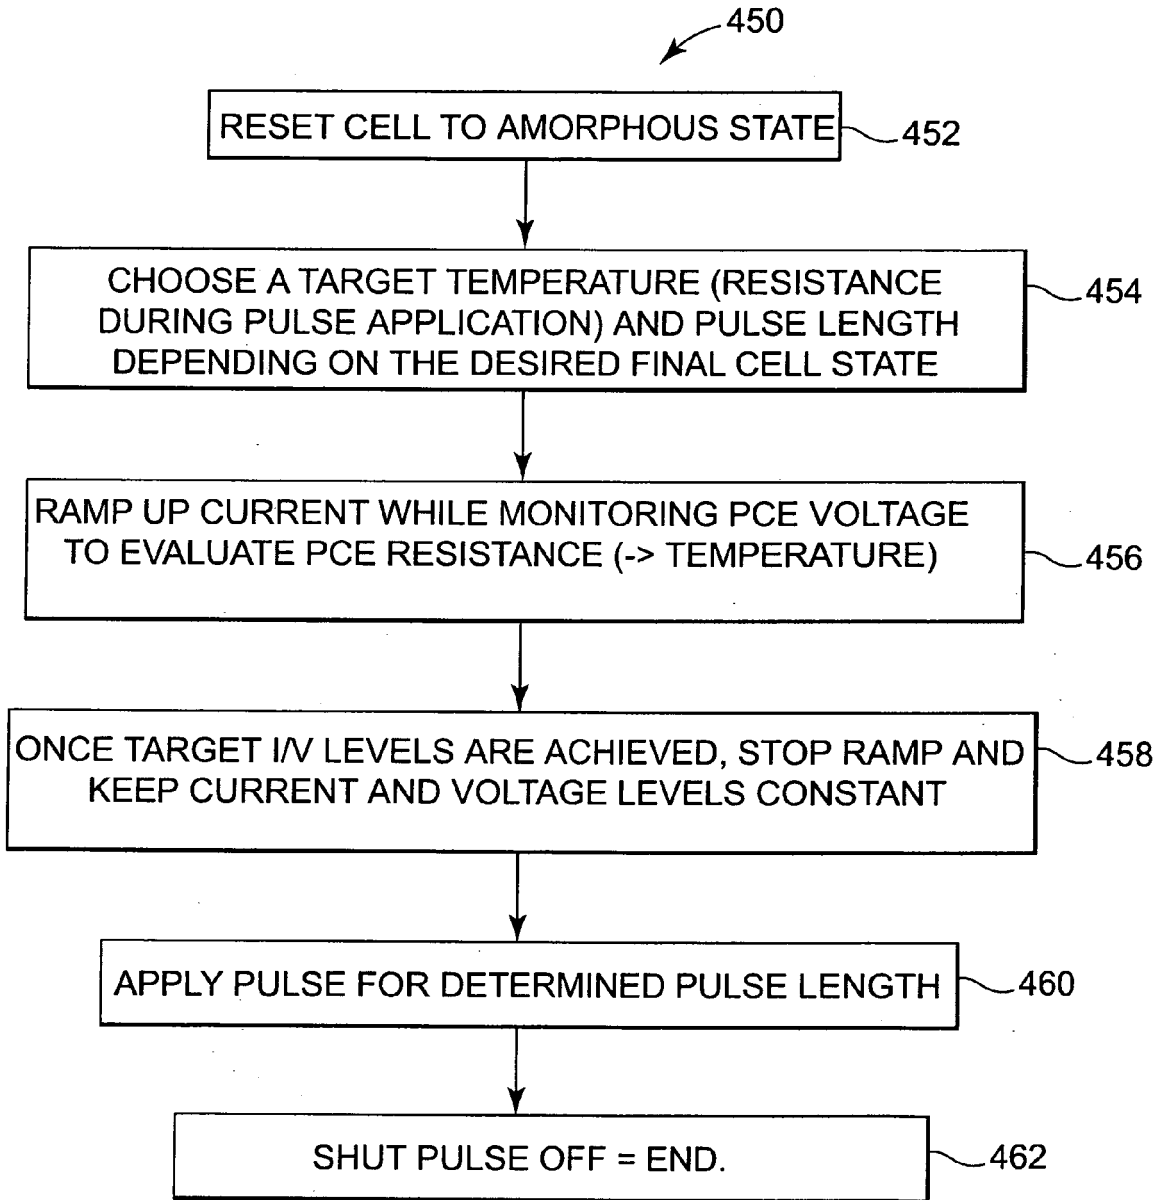 450
RESET CELL TO AMORPHOUS STATE
452
CHOOSE A TARGET TEMPERATURE (RESISTANCE
DURING PULSE APPLICATION) AND PULSE LENGTH
DEPENDING ON THE DESIRED FINAL CELL STATE
454
RAMP UP CURRENT WHILE MONITORING PCE VOLTAGE
TO EVALUATE PCE RESISTANCE (-> TEMPERATURE)
456
ONCE TARGET I/V LEVELS ARE ACHIEVED, STOP RAMP AND
KEEP CURRENT AND VOLTAGE LEVELS CONSTANT
458
APPLY PULSE FOR DETERMINED PULSE LENGTH
460
SHUT PULSE OFF = END.
462